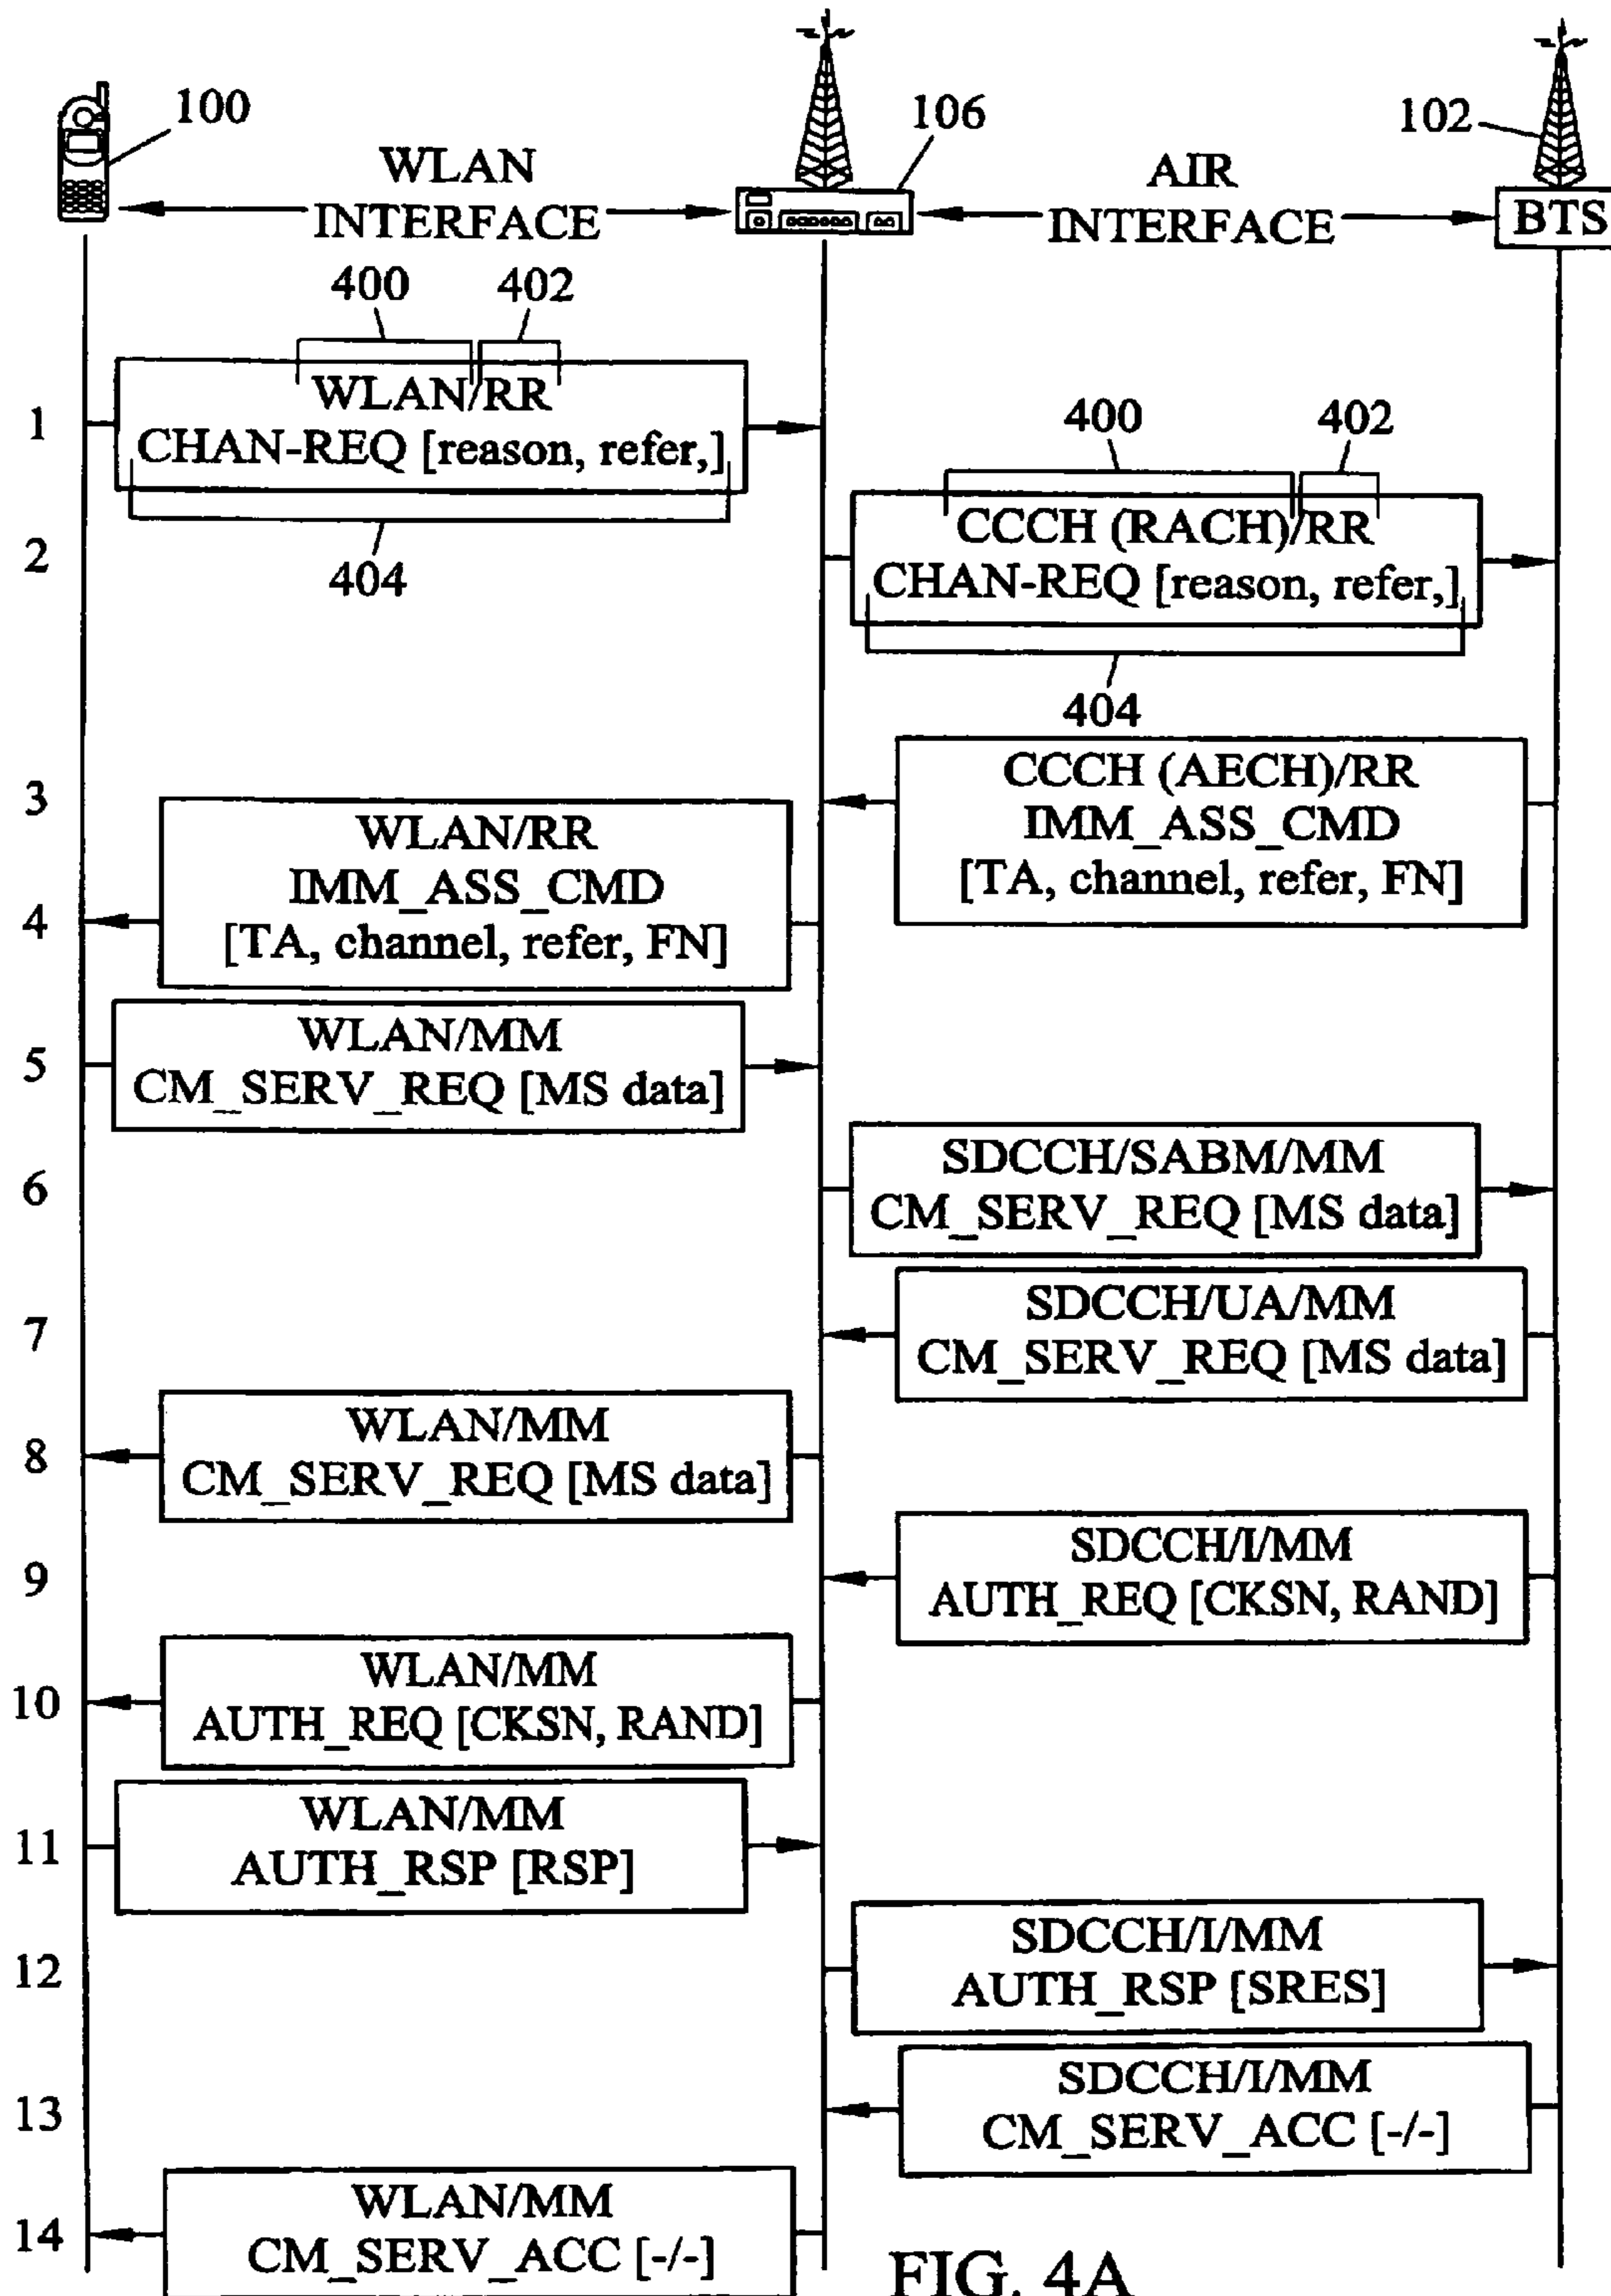 100
106
102
WLAN
INTERFACE
AIR
INTERFACE
BTS
400
402
1
WLAN/RR
CHAN-REQ [reason, refer,]
404
400
402
2
CCCH (RACH)/RR
CHAN-REQ [reason, refer,]
404
3
CCCH (AECH)/RR
IMM_ASS_CMD
[TA, channel, refer, FN]
4
WLAN/RR
IMM_ASS_CMD
[TA, channel, refer, FN]
5
WLAN/MM
CM_SERV_REQ [MS data]
6
SDCCH/SABM/MM
CM_SERV_REQ [MS data]
7
SDCCH/UA/MM
CM_SERV_REQ [MS data]
8
WLAN/MM
CM_SERV_REQ [MS data]
9
SDCCH/I/MM
AUTH_REQ [CKSN, RAND]
10
WLAN/MM
AUTH_REQ [CKSN, RAND]
11
WLAN/MM
AUTH_RSP [RSP]
12
SDCCH/I/MM
AUTH_RSP [SRES]
13
SDCCH/I/MM
CM_SERV_ACC [-/-]
14
WLAN/MM
CM_SERV_ACC [-/-]
FIG. 4A